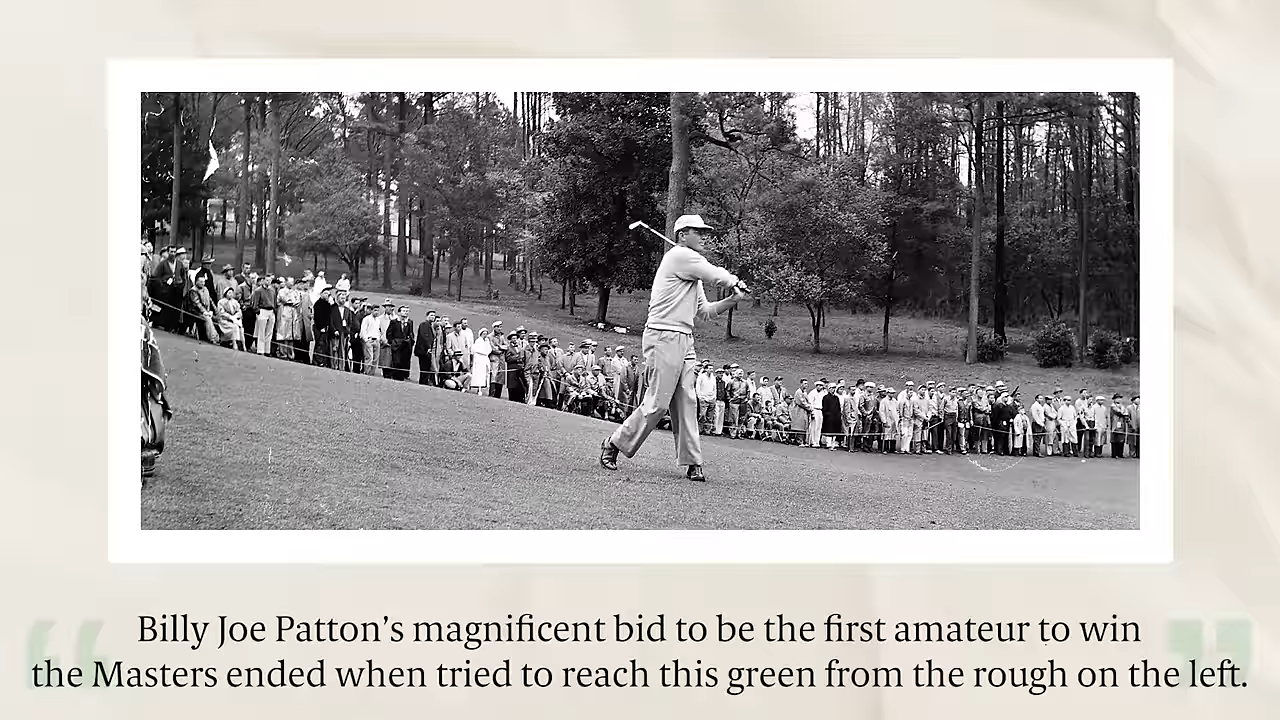 Billy Joe Patton’s magnificent bid to be the first amateur to win
the Masters ended when tried to reach this green from the rough on the left.